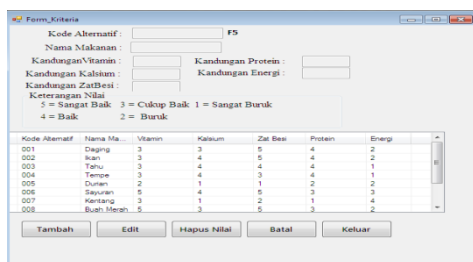 Form_Kriteria
Kode Alternatif : F5
Nama Makanan :
KandunganVitamin : Kandungan Protein :
Kandungan Kalsium : Kandungan Energi :
Kandungan ZatBesi :
Keterangan Nilai
5 = Sangat Baik 3 = Cukup Baik 1 = Sangat Buruk
4 = Baik 2 = Buruk
Kode Alternatif Nama Ma... Vitamin Kalsium Zat Besi Protein Energi
001 Daging 3 3 5 4 2
002 Ikan 3 4 5 4 2
003 Tahu 3 4 4 4 1
004 Tempe 3 4 3 4 1
005 Durian 2 1 1 2 2
006 Sayuran 5 4 5 3 3
007 Kentang 3 1 2 1 4
008 Buah Merah 5 3 5 3 2
Tambah Edit Hapus Nilai Batal Keluar